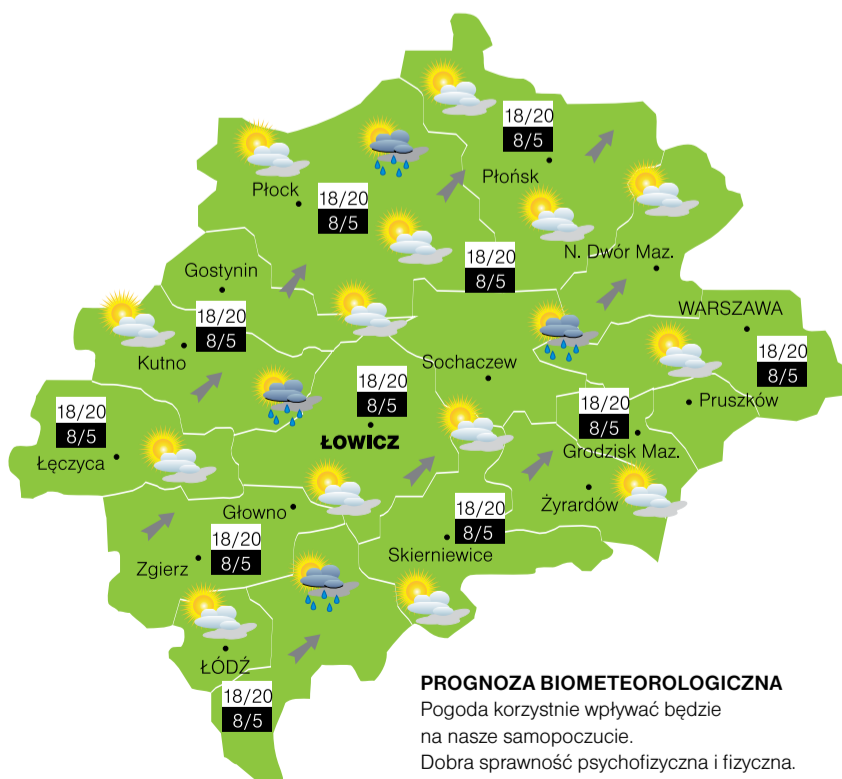 18/20
8/5
Płońsk
Płock
18/20
8/5
18/20
8/5
N. Dwór Maz.
Gostynin
18/20
8/5
Kutno
WARSZAWA
18/20
8/5
Sochaczew
18/20
8/5
ŁOWICZ
18/20
8/5
Łęczyca
Pruszków
18/20
8/5
Grodzisk Maz.
Żyrardów
Głowno
18/20
8/5
Skierniewice
18/20
8/5
Zgierz
ŁÓDŹ
18/20
8/5
PROGNOZA BIOMETEOROLOGICZNA
Pogoda korzystnie wpływać będzie
na nasze samopoczucie.
Dobra sprawność psychofizyczna i fizyczna.